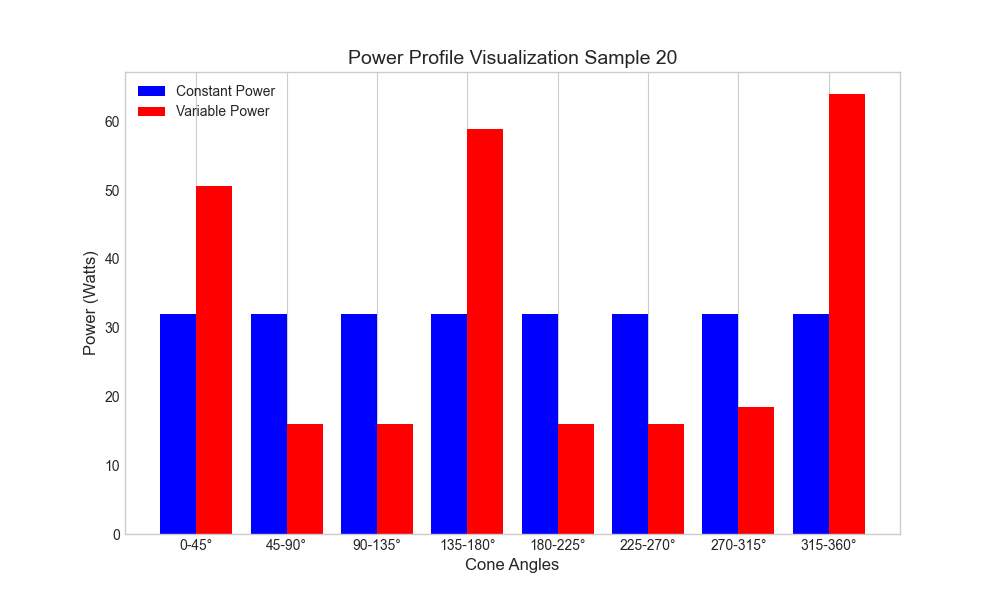 Power Profile Visualization Sample 20
Constant Power
Variable Power
Power (Watts)
60
50
40
30
20
10
0
0-45° 45-90° 90-135° 135-180° 180-225° 225-270° 270-315° 315-360°
Cone Angles